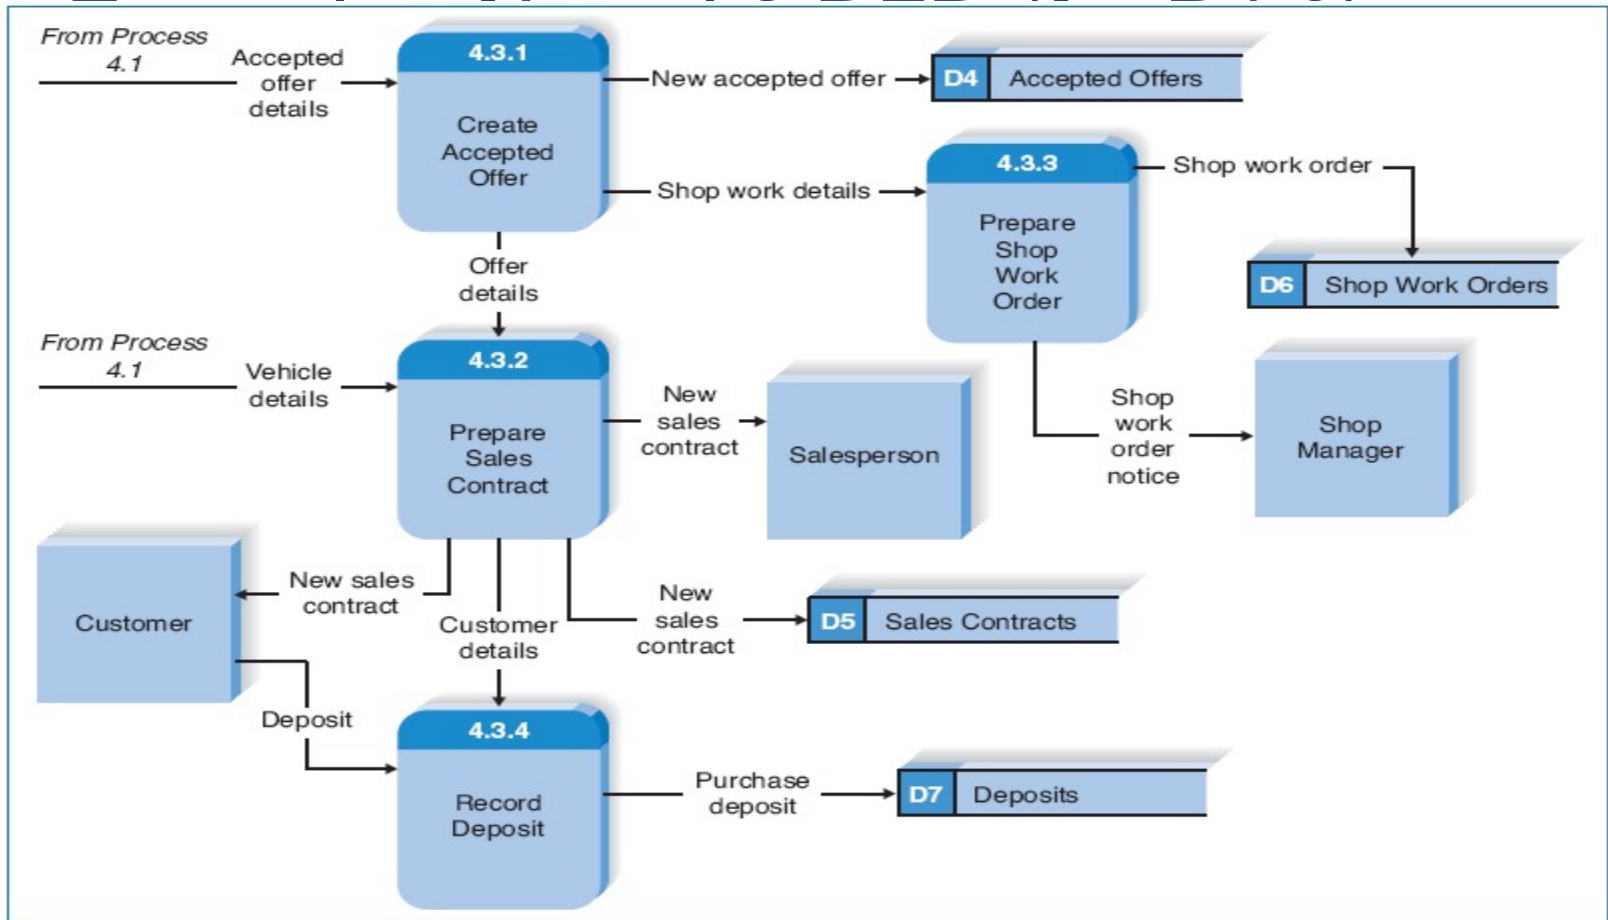 From Process
4.1
Accepted
offer
details
4.3.1
Create
Accepted
Offer
New accepted offer
D4
Accepted Offers
Shop work details
4.3.3
Prepare
Shop
Work
Order
Shop work order
D6
Shop Work Orders
Offer
details
From Process
4.1
Vehicle
details
4.3.2
Prepare
Sales
Contract
New
sales
contract
Salesperson
Shop
work
order
notice
Shop
Manager
Customer
New sales
contract
Customer
details
New
sales
contract
D5
Sales Contracts
Deposit
4.3.4
Record
Deposit
Purchase
deposit
D7
Deposits